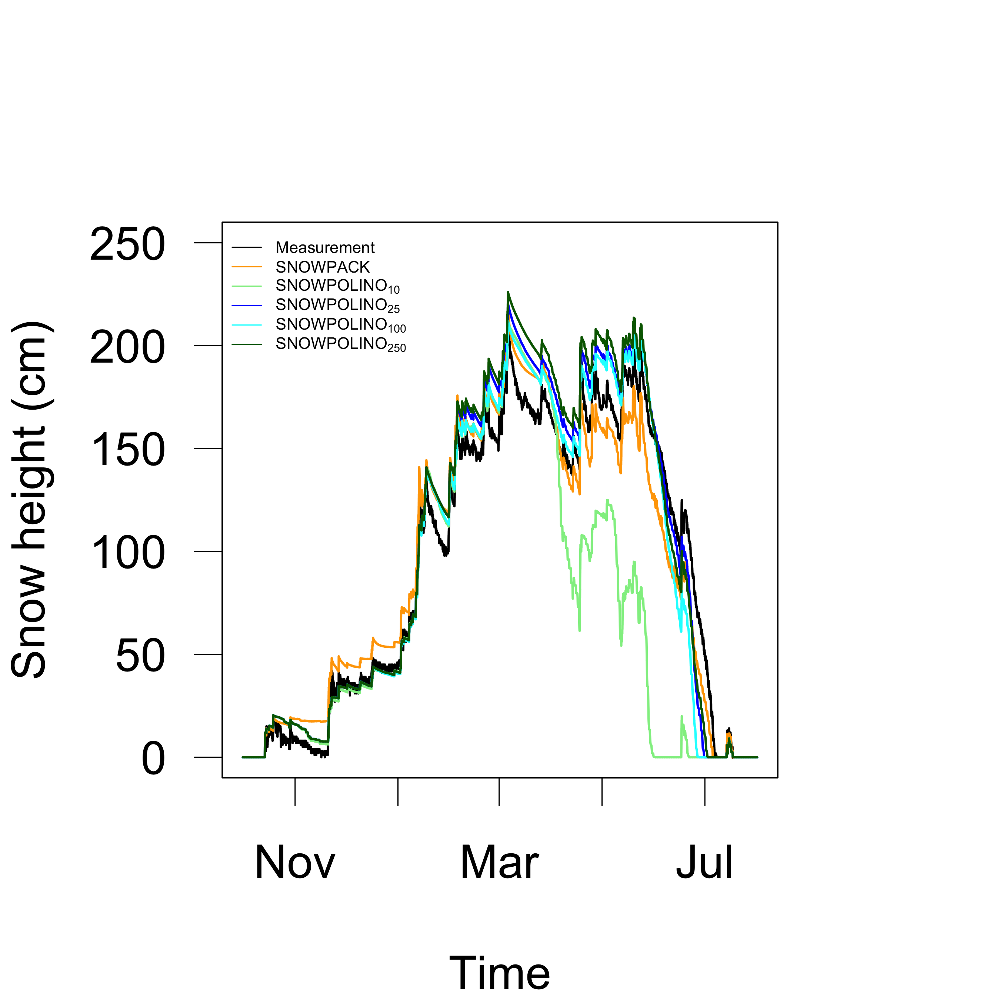 Snow height (cm)
250
200
150
100
50
0
Measurement
SNOWPACK
SNOWPOLINO10
SNOWPOLINO25
SNOWPOLINO100
SNOWPOLINO250
Nov Mar Jul
Time